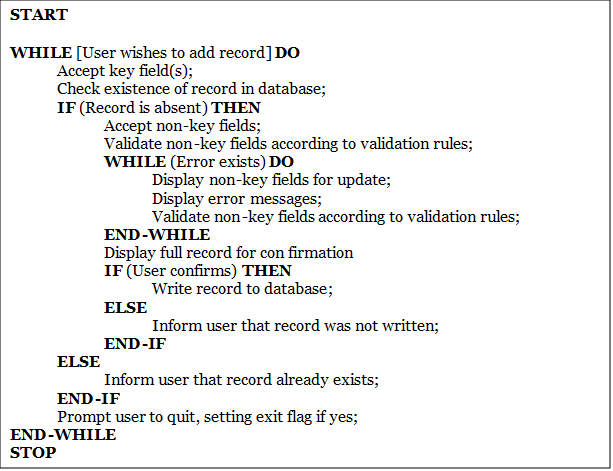 START
WHILE [User wishes to add record] DO
Accept key field(s);
Check existence of record in database;
IF (Record is absent) THEN
Accept non-key fields;
Validate non-key fields according to validation rules;
WHILE (Error exists) DO
Display non-key fields for update;
Display error messages;
Validate non-key fields according to validation rules;
END-WHILE
Display full record for con firmation
IF (User confirms) THEN
Write record to database;
ELSE
Inform user that record was not written;
END-IF
ELSE
Inform user that record already exists;
END-IF
Prompt user to quit, setting exit flag if yes;
END-WHILE
STOP